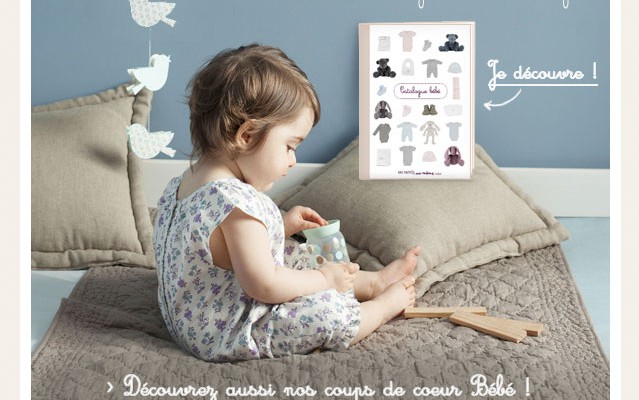 Je découvre !
Catalogue bébé
› Découvrez aussi nos coups de coeur Bébé !